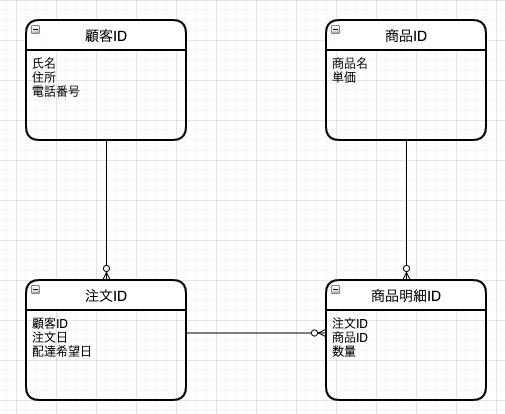 顧客ID
氏名
住所
電話番号
商品ID
商品名
単価
注文ID
顧客ID
注文日
配達希望日
商品明細ID
注文ID
商品ID
数量